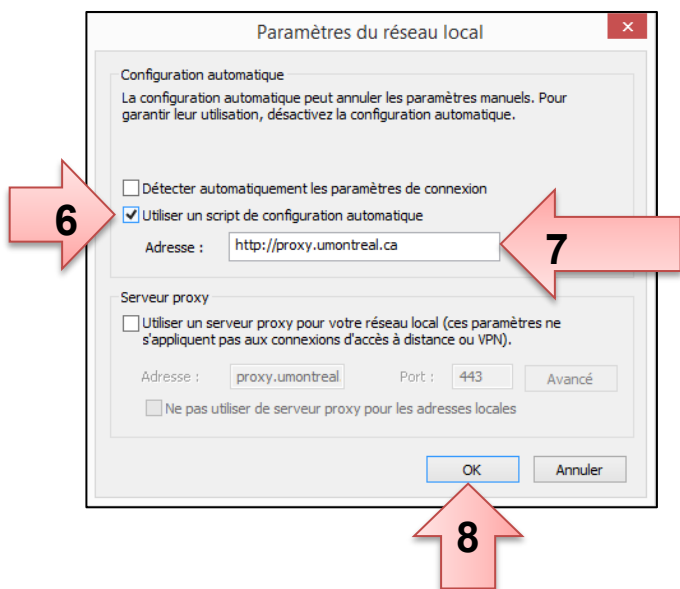 Paramètres du réseau local
Configuration automatique
La configuration automatique peut annuler les paramètres manuels. Pour
garantir leur utilisation, désactivez la configuration automatique.
Détecter automatiquement les paramètres de connexion
6
Utiliser un script de configuration automatique
Adresse :
http://proxy.umontreal.ca
7
Serveur proxy
Utiliser un serveur proxy pour votre réseau local (ces paramètres ne
s'appliquent pas aux connexions d'accès à distance ou VPN).
Adresse :
proxy.umontreal
Port :
443
Avancé
Ne pas utiliser de serveur proxy pour les adresses locales
OK
Annuler
8